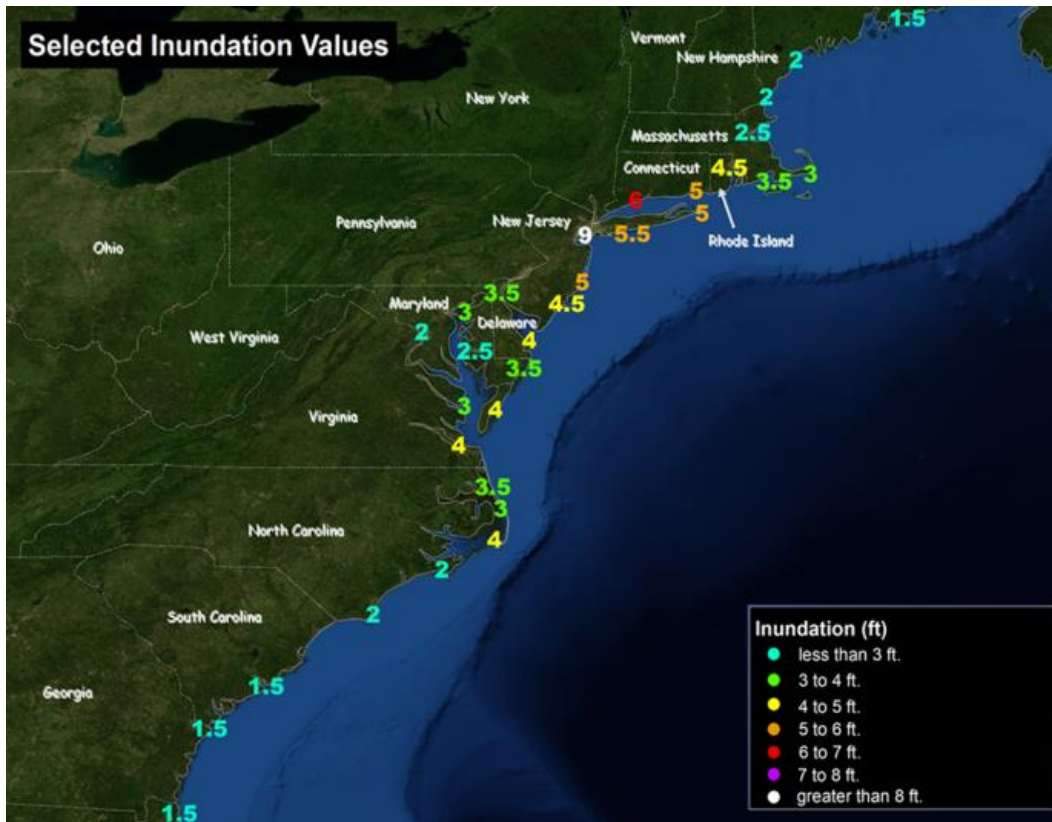 Selected Inundation Values
1.5
Vermont
New Hampshire
2
New York
2
Massachusetts
2.5
Connecticut
4.5
3.5
3
6
5
5
Pennsylvania
New Jersey
9
5.5
Rhode Island
Ohio
5
Maryland
3.5
4.5
3
Delaware
West Virginia
2
4
2.5
3.5
Virginia
3
4
4
3.5
3
North Carolina
4
2
South Carolina
2
Georgia
1.5
1.5
1.5
Inundation (ft)
less than 3 ft.
3 to 4 ft.
4 to 5 ft.
5 to 6 ft.
6 to 7 ft.
7 to 8 ft.
greater than 8 ft.